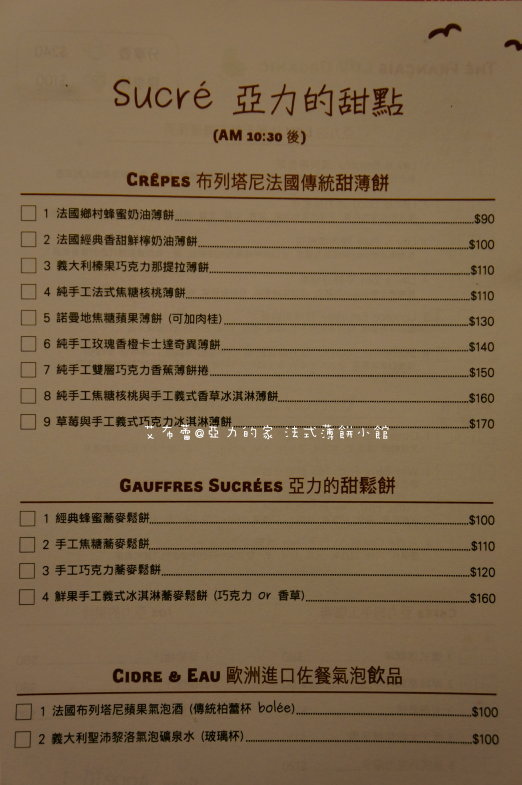 Sucré 亞力的甜點
(AM 10:30 後)
CRÊPES 布列塔尼法國傳統甜薄餅
1 法國鄉村蜂蜜奶油薄餅 $90
2 法國經典香甜鮮檸奶油薄餅 $100
3 義大利榛果巧克力那提拉薄餅 $110
4 純手工法式焦糖核桃薄餅 $110
5 諾曼地焦糖蘋果薄餅 (可加肉桂) $130
6 純手工玫瑰香橙卡士達奇異薄餅 $140
7 純手工雙層巧克力香蕉薄餅捲 $150
8 純手工焦糖核桃與手工義式香草冰淇淋薄餅 $160
9 草莓與手工義式巧克力冰淇淋薄餅 $170
艾布蕾@亞力的家 法式薄餅小館
GAUFFRES SUCRÉES 亞力的甜鬆餅
1 經典蜂蜜蕎麥鬆餅 $100
2 手工焦糖蕎麥鬆餅 $110
3 手工巧克力蕎麥鬆餅 $120
4 鮮果手工義式冰淇淋蕎麥鬆餅 (巧克力 or 香草) $160
CIDRE & EAU 歐洲進口佐餐氣泡飲品
1 法國布列塔尼蘋果氣泡酒 (傳統柏蕾杯 bolée) $100
2 義大利聖沛黎洛氣泡礦泉水 (玻璃杯) $100